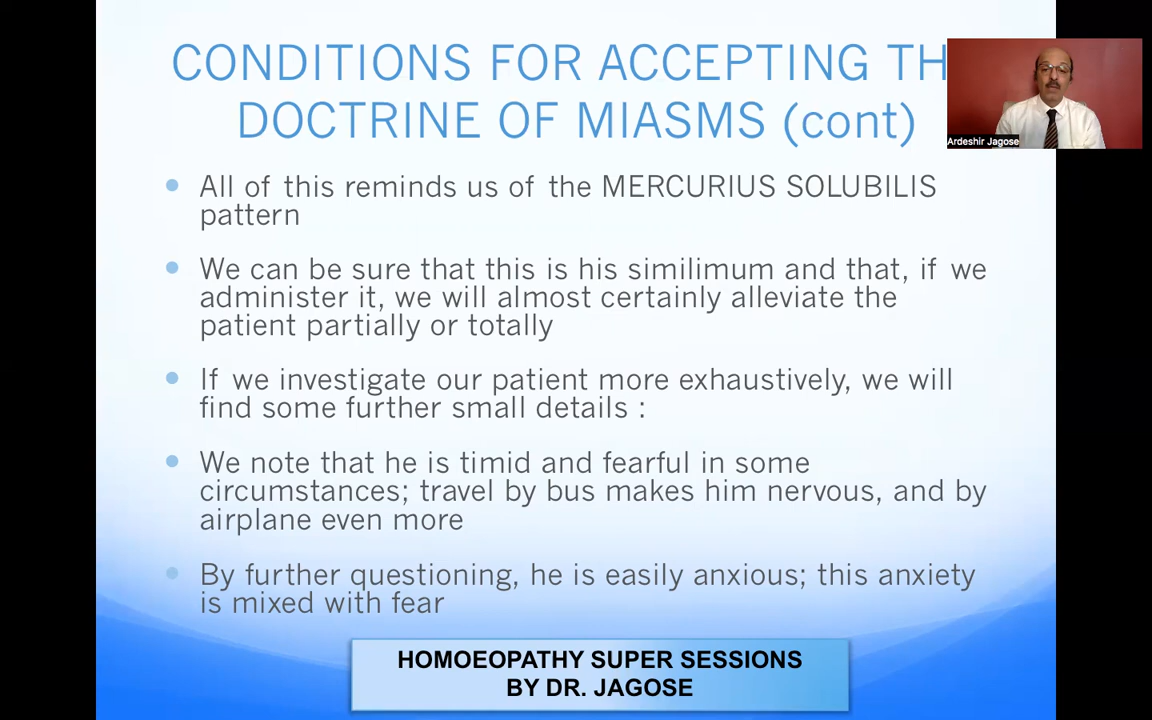 CONDITIONS FOR ACCEPTING TH
DOCTRINE OF MIASMS (cont)
Ardeshir Jagose
All of this reminds us of the MERCURIUS SOLUBILIS
pattern
We can be sure that this is his similimum and that, if we
administer it, we will almost certainly alleviate the
patient partially or totally
If we investigate our patient more exhaustively, we will
find some further small details :
We note that he is timid and fearful in some
circumstances; travel by bus makes him nervous, and by
airplane even more
By further questioning, he is easily anxious; this anxiety
is mixed with fear
HOMOEOPATHY SUPER SESSIONS
BY DR. JAGOSE